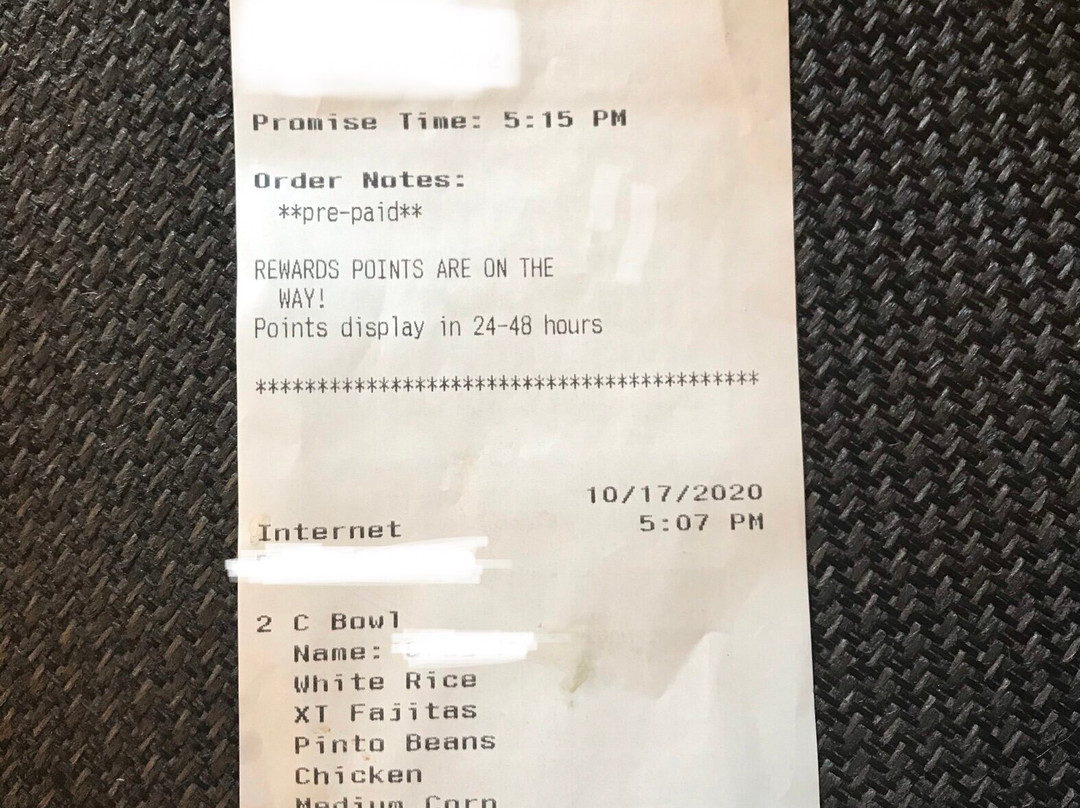 Promise Time: 5:15 PM
Order Notes:
**pre-paid**
REWARDS POINTS ARE ON THE
WAY!
Points display in 24-48 hours
******************************************
10/17/2020
Internet 5:07 PM
2 C Bowl
Name:
White Rice
XT Fajitas
Pinto Beans
Chicken
Medium Corn